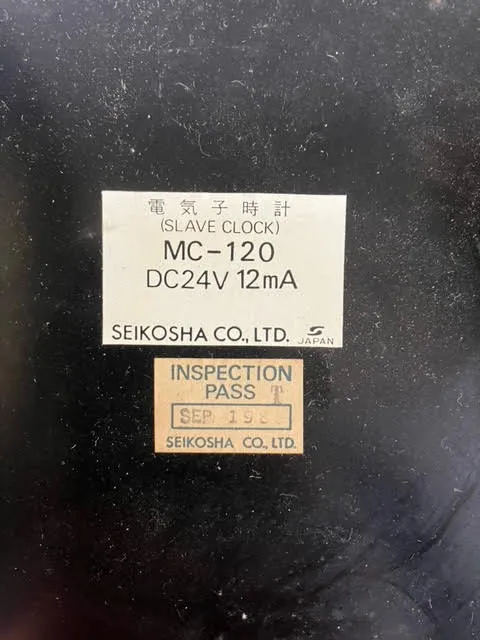 電気子時計
(SLAVE CLOCK)
MC-120
DC24V 12mA
SEIKOSHA CO., LTD. S JAPAN
INSPECTION
PASS T
SEP
SEIKOSHA CO., LTD.